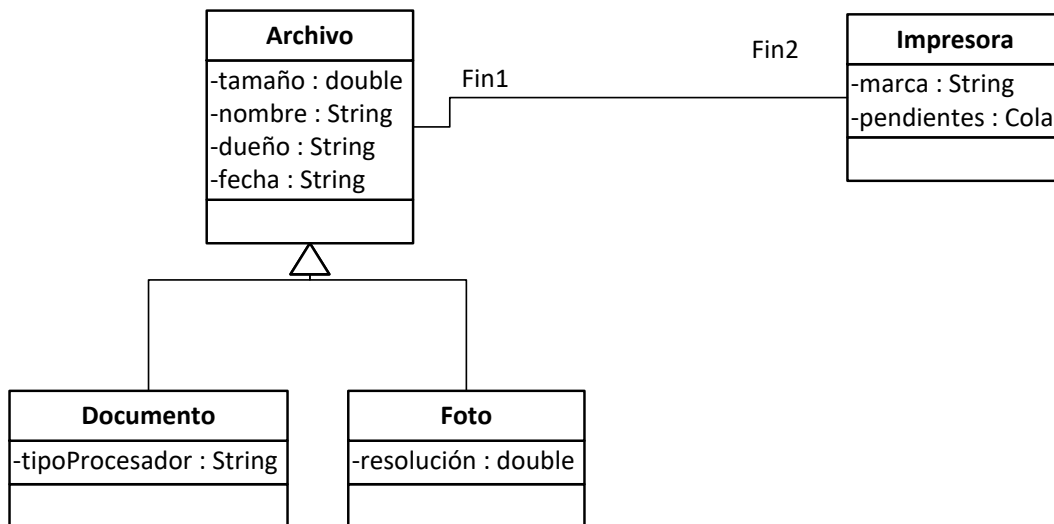 Archivo
-tamaño : double
-nombre : String
-dueño : String
-fecha : String
Fin1
Fin2
Impresora
-marca : String
-pendientes : Cola
Documento
-tipoProcesador : String
Foto
-resolución : double